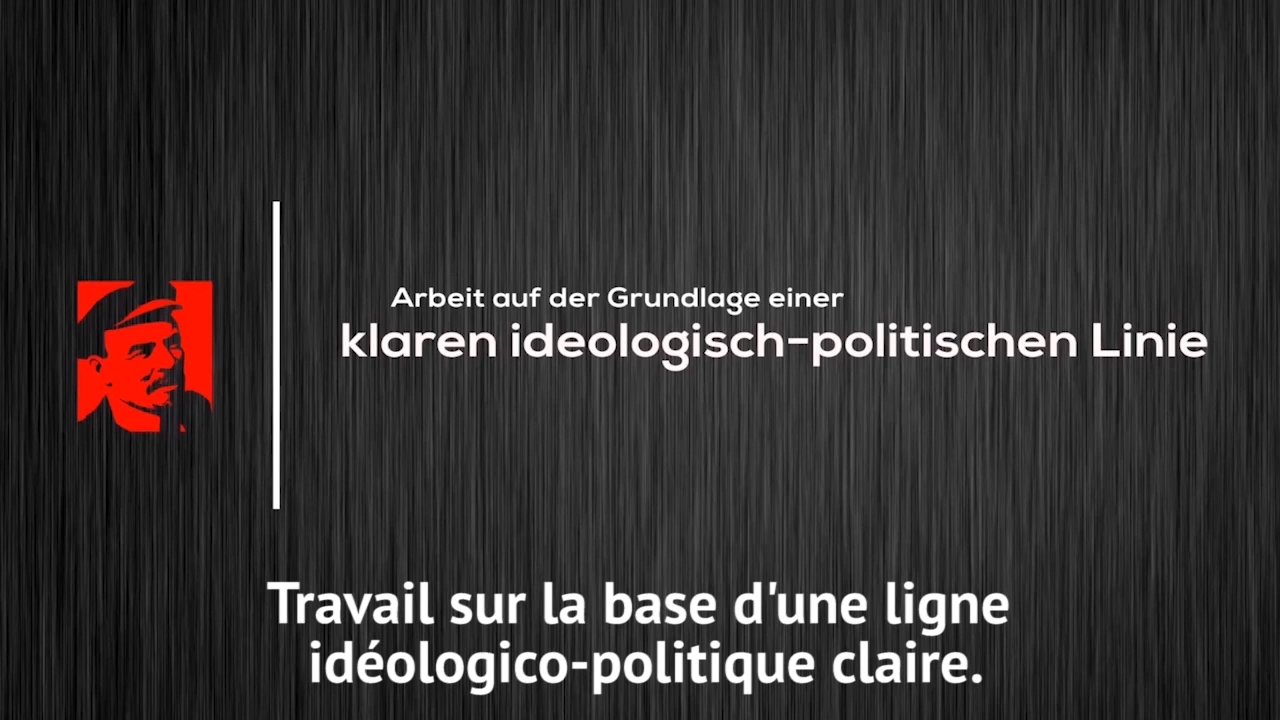 Arbeit auf der Grundlage einer
klaren ideologisch-politischen Linie
Travail sur la base d'une ligne
idéologico-politique claire.